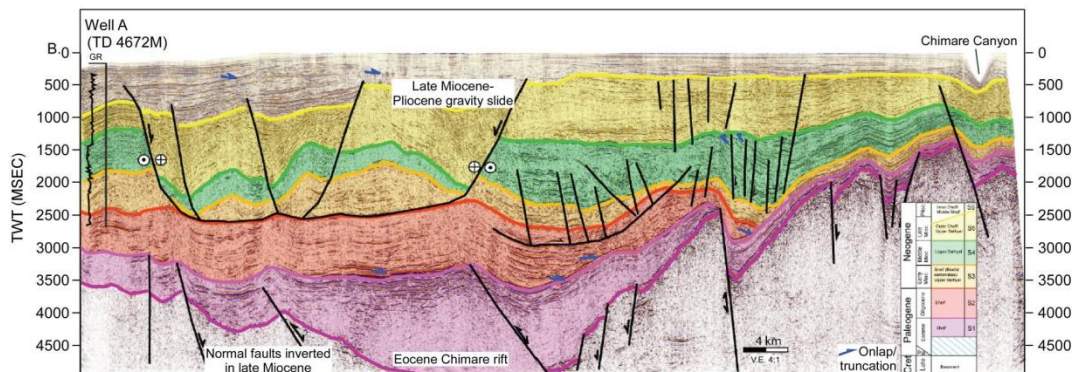 Well A
(TD 4672M)
B.
GR
Chimare Canyon
Late Miocene-
Pliocene gravity slide
TWT (MSEC)
0
500
1000
1500
2000
2500
3000
3500
4000
4500
0
500
1000
1500
2000
2500
3000
3500
4000
4500
Normal faults inverted
in late Miocene
Eocene Chimare rift
4 km
V.E. 4:1
Onlap/
truncation
Neogene
Paleogene
Cret
Oligocene
Eocene
S5
S4
S3
S2
S1
Shelf
Shelf
Basement